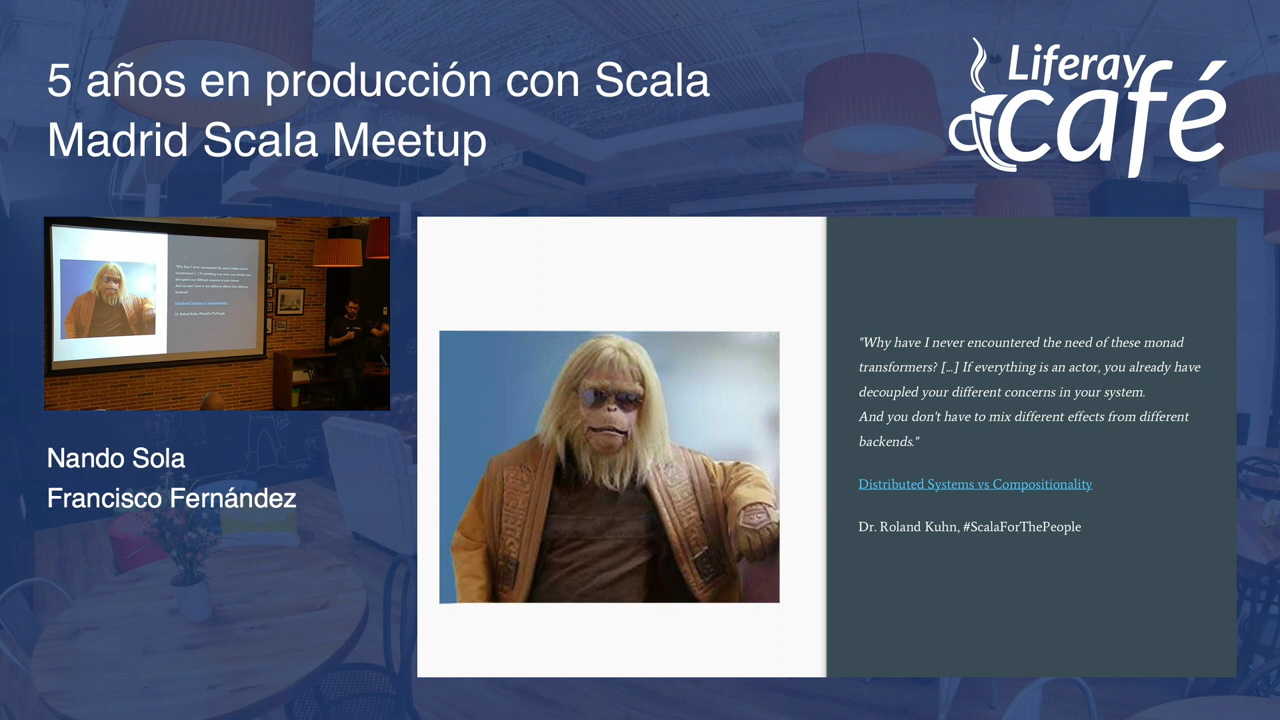 5 años en producción con Scala
Madrid Scala Meetup
Liferay
café
Nando Sola
Francisco Fernández
"Why have I never encountered the need of these monad
transformers? [...] If everything is an actor, you already have
decoupled your different concerns in your system.
And you don't have to mix different effects from different
backends."
Distributed Systems vs Compositionality
Dr. Roland Kuhn, #ScalaForThePeople